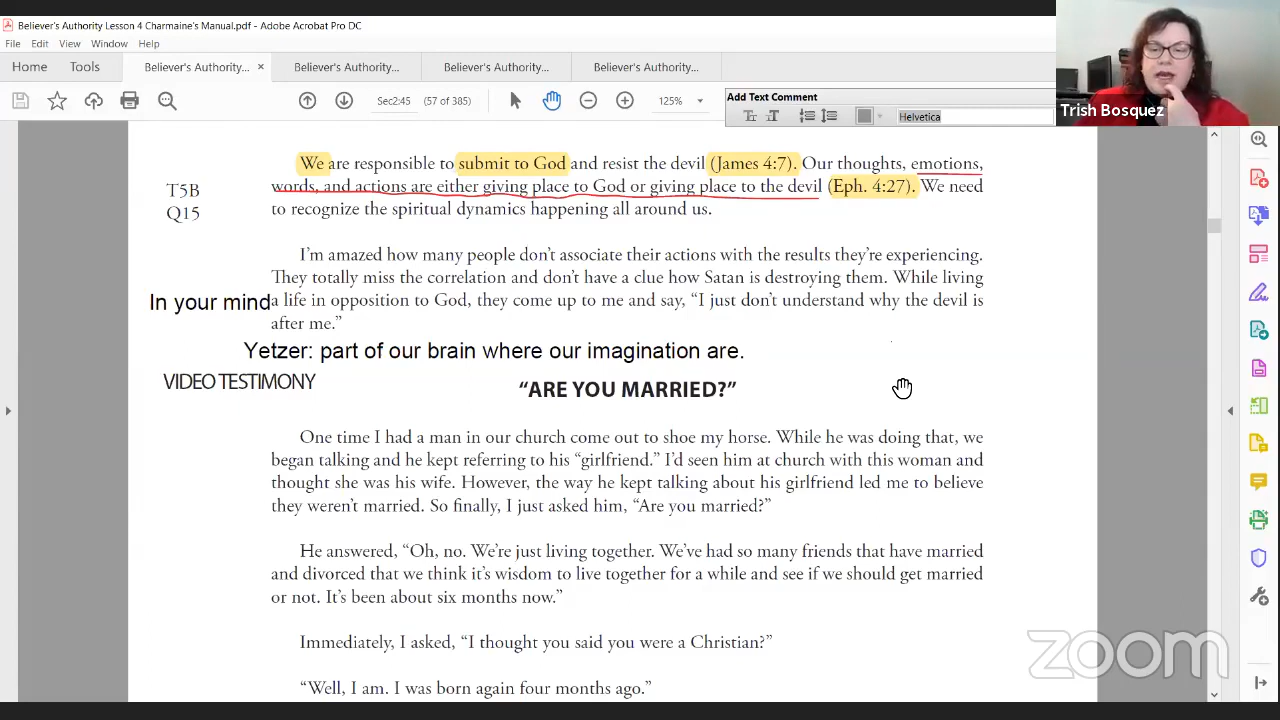 Believer's Authority Lesson 4 Charmaine's Manual.pdf - Adobe Acrobat Pro DC
File Edit View Window Help
Home Tools Believer's Authority... × Believer's Authority... Believer's Authority... Believer's Authority...
Sec2:45 (57 of 385) 125%
Add Text Comment
Helvetica
Trish Bosquez
We are responsible to submit to God and resist the devil (James 4:7). Our thoughts, emotions,
T5B words, and actions are either giving place to God or giving place to the devil (Eph. 4:27). We need
Q15 to recognize the spiritual dynamics happening all around us.
I'm amazed how many people don't associate their actions with the results they're experiencing.
They totally miss the correlation and don't have a clue how Satan is destroying them. While living
In your mind a life in opposition to God, they come up to me and say, “I just don't understand why the devil is
after me.”
Yetzer: part of our brain where our imagination are.
VIDEO TESTIMONY “ARE YOU MARRIED?”
One time I had a man in our church come out to shoe my horse. While he was doing that, we
began talking and he kept referring to his “girlfriend.” I'd seen him at church with this woman and
thought she was his wife. However, the way he kept talking about his girlfriend led me to believe
they weren't married. So finally, I just asked him, “Are you married?”
He answered, “Oh, no. We're just living together. We've had so many friends that have married
and divorced that we think it's wisdom to live together for a while and see if we should get married
or not. It's been about six months now.”
Immediately, I asked, “I thought you said you were a Christian?”
“Well, I am. I was born again four months ago.”
zoom